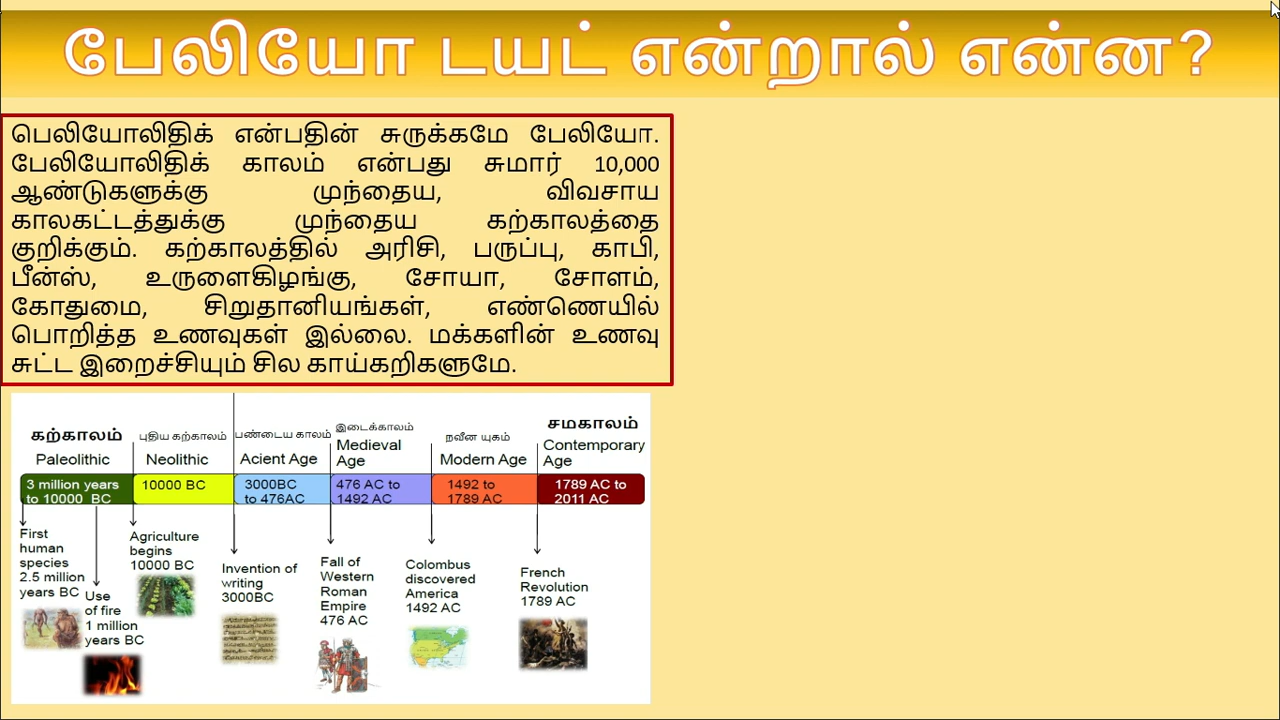 பேலியோ டயட் என்றால் என்ன?
பெலியோலிதிக் என்பதின் சுருக்கமே பேலியோ.
பேலியோலிதிக் காலம் என்பது சுமார் 10,000
ஆண்டுகளுக்கு முந்தைய, விவசாய
காலகட்டத்துக்கு முந்தைய கற்காலத்தை
குறிக்கும். கற்காலத்தில் அரிசி, பருப்பு, காபி,
பீன்ஸ், உருளைகிழங்கு, சோயா, சோளம்,
கோதுமை, சிறுதானியங்கள், எண்ணெயில்
பொறித்த உணவுகள் இல்லை. மக்களின் உணவு
சுட்ட இறைச்சியும் சில காய்கறிகளுமே.
கற்காலம்
Paleolithic
3 million years
to 10000 BC
புதிய கற்காலம்
Neolithic
10000 BC
பண்டைய காலம்
Acient Age
3000BC
to 476AC
இடைக்காலம்
Medieval
Age
476 AC to
1492 AC
நவீன யுகம்
Modern Age
1492 to
1789 AC
சமகாலம்
Contemporary
Age
1789 AC to
2011 AC
First
human
species
2.5 million
years BC
Use
of fire
1 million
years BC
Agriculture
begins
10000 BC
Invention of
writing
3000BC
Fall of
Western
Roman
Empire
476 AC
Colombus
discovered
America
1492 AC
French
Revolution
1789 AC